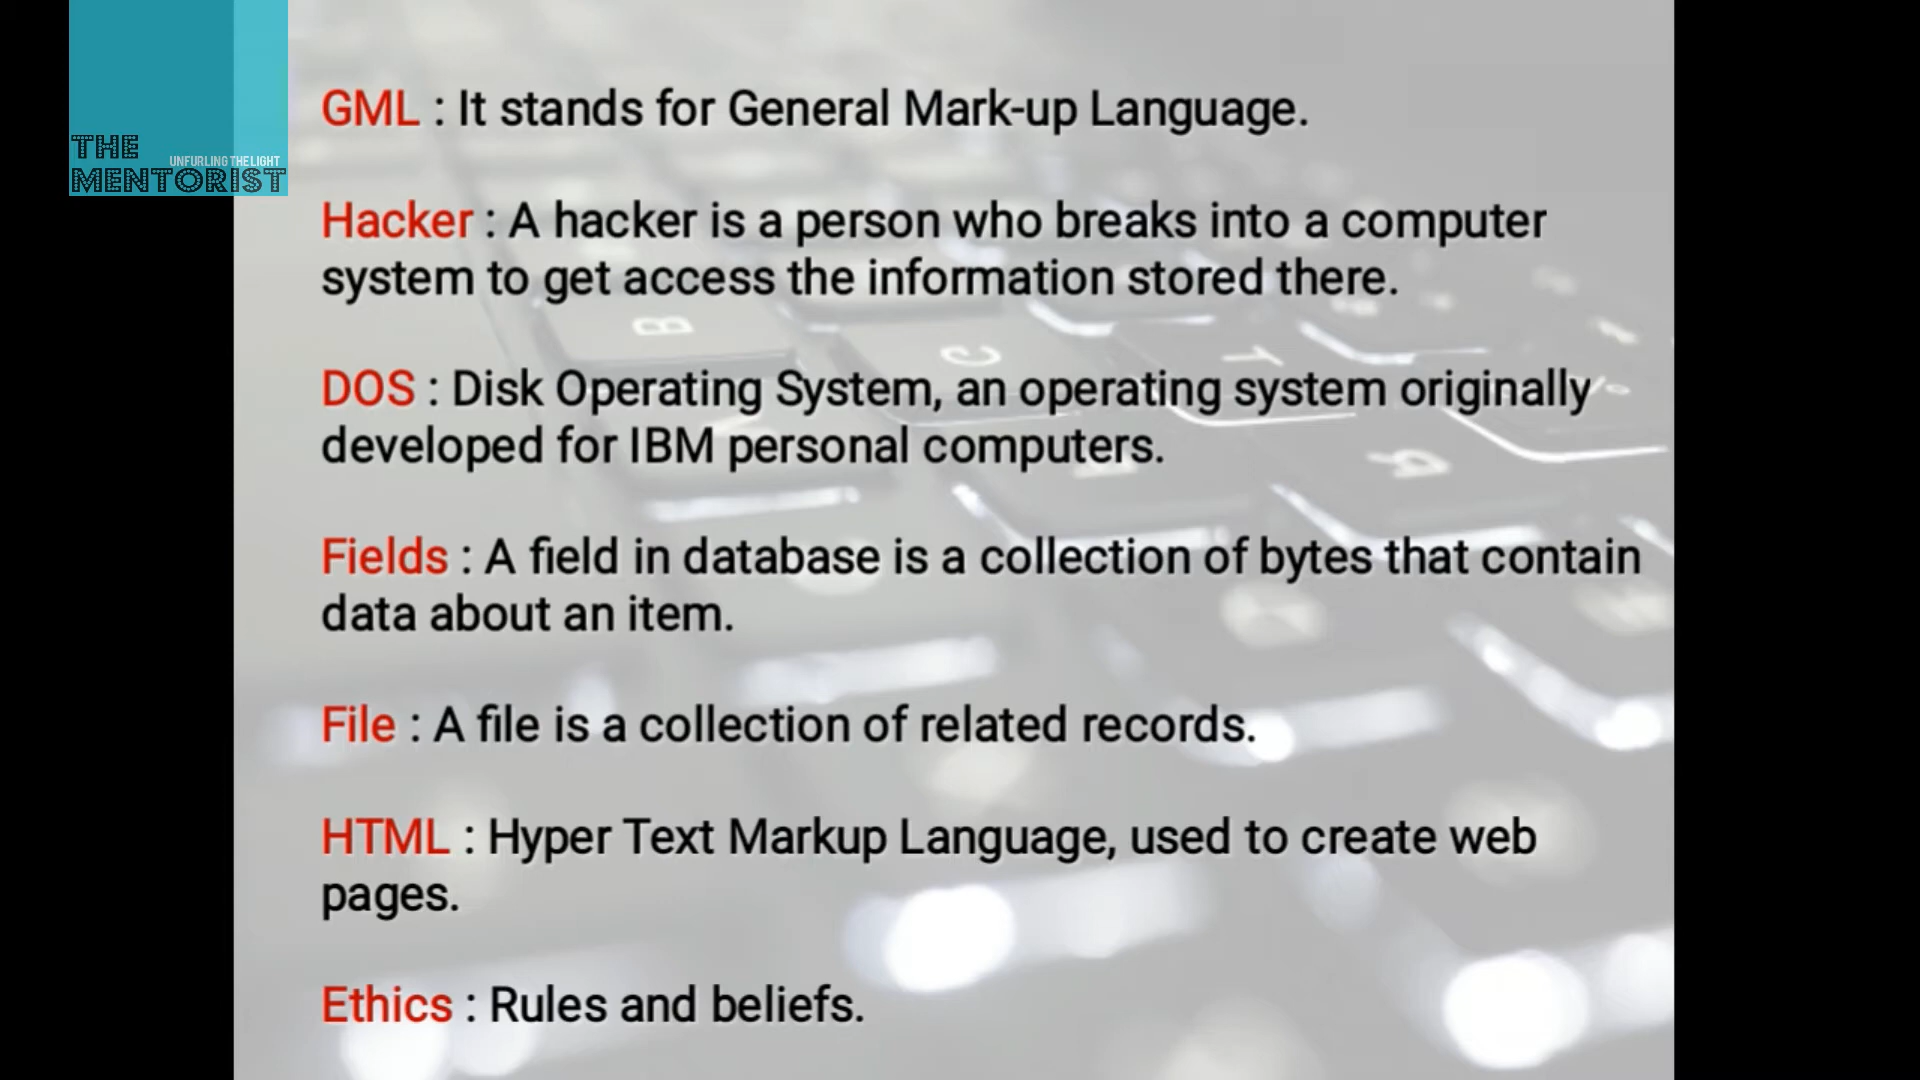 THE
UNFURLING THE LIGHT
MENTORIST
GML : It stands for General Mark-up Language.
Hacker : A hacker is a person who breaks into a computer
system to get access the information stored there.
DOS : Disk Operating System, an operating system originally
developed for IBM personal computers.
Fields : A field in database is a collection of bytes that contain
data about an item.
File : A file is a collection of related records.
HTML : Hyper Text Markup Language, used to create web
pages.
Ethics : Rules and beliefs.